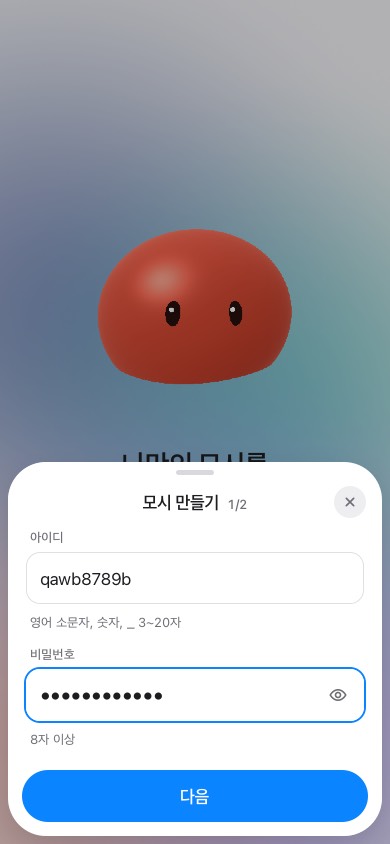 모시 만들기 1/2
아이디
qawb8789b
영어 소문자, 숫자, _ 3~20자
비밀번호
●●●●●●●●●●●●
8자 이상
다음